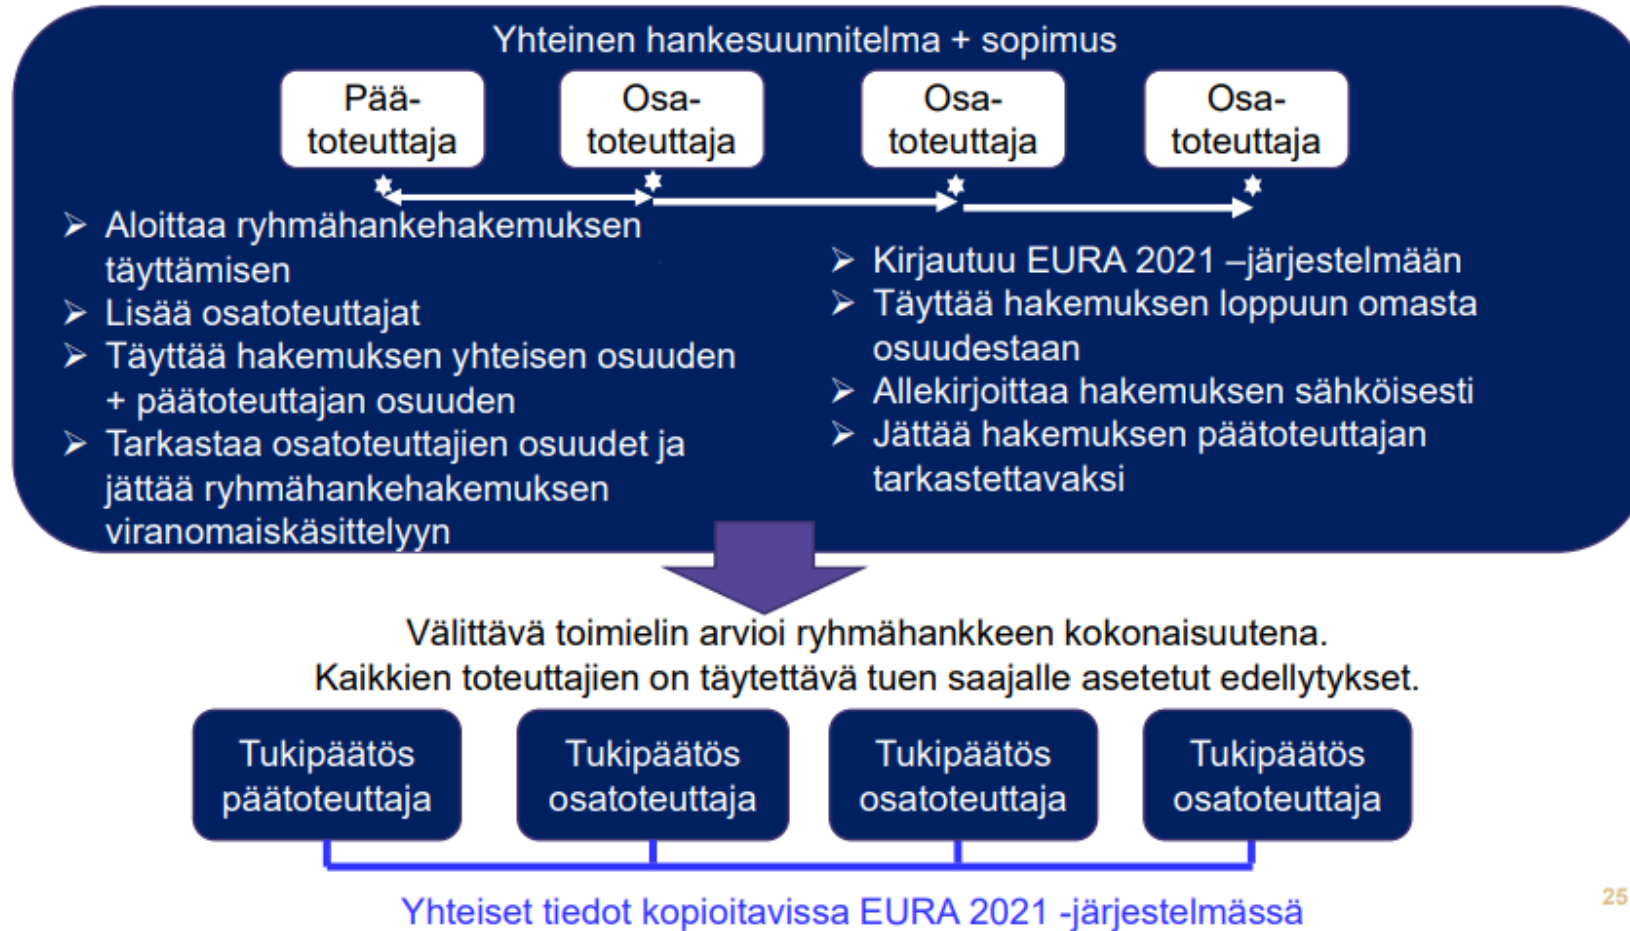 Yhteinen hankesuunnitelma + sopimus
Pää-
toteuttaja
Osa-
toteuttaja
Osa-
toteuttaja
Osa-
toteuttaja
➢ Aloittaa ryhmähankehakemuksen
täyttämisen
➢ Lisää osatoteuttajat
➢ Täyttää hakemuksen yhteisen osuuden
+ päätoteuttajan osuuden
➢ Tarkastaa osatoteuttajien osuudet ja
jättää ryhmähankehakemuksen
viranomaiskäsittelyyn
➢ Kirjautuu EURA 2021 –järjestelmään
➢ Täyttää hakemuksen loppuun omasta
osuudestaan
➢ Allekirjoittaa hakemuksen sähköisesti
➢ Jättää hakemuksen päätoteuttajan
tarkastettavaksi
Välittävä toimielin arvioi ryhmähankkeen kokonaisuutena.
Kaikkien toteuttajien on täytettävä tuen saajalle asetetut edellytykset.
Tukipäätös
päätoteuttaja
Tukipäätös
osatoteuttaja
Tukipäätös
osatoteuttaja
Tukipäätös
osatoteuttaja
Yhteiset tiedot kopioitavissa EURA 2021 -järjestelmässä
25